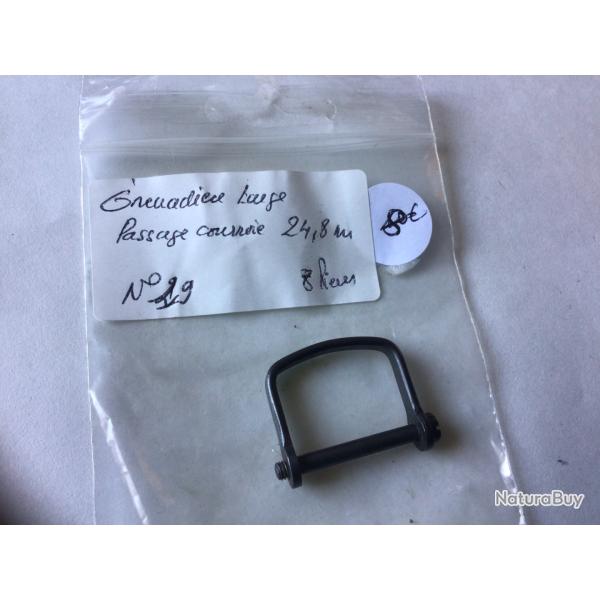 Grenadière large
Passage courroie 24,8 m
8€
N° 19
8 Pièces
NaturaBuy